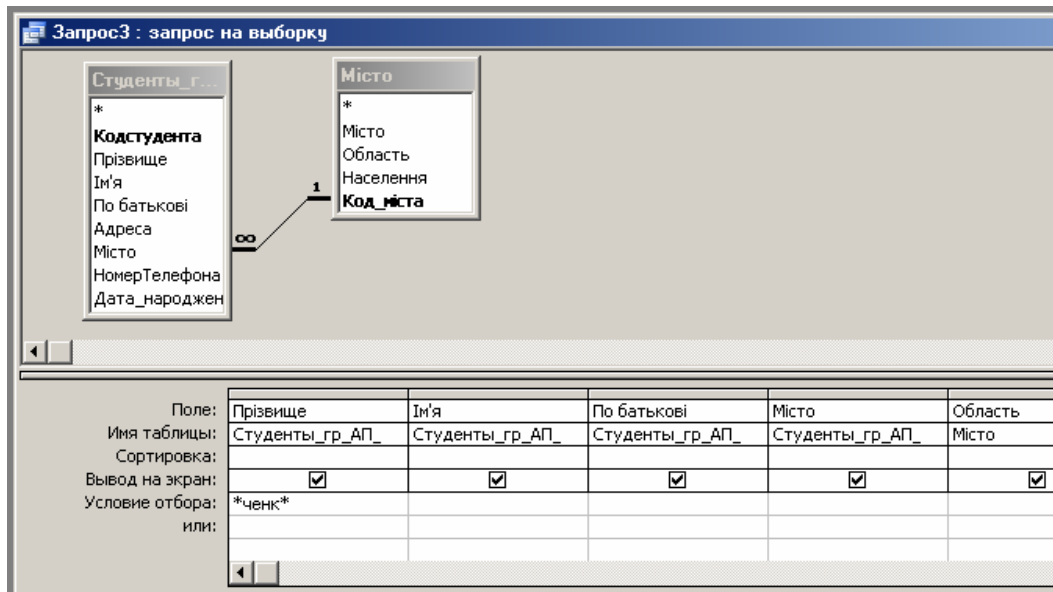 Запрос3 : запрос на выборку
Студенты_г...
*
Кодстудента
Прізвище
Ім'я
По батькові
Адреса
Місто
НомерТелефона
Дата_народжен
∞
1
Місто
*
Місто
Область
Населення
Код_міста
Поле: Прізвище Ім'я По батькові Місто Область
Имя таблицы: Студенты_гр_АП_ Студенты_гр_АП_ Студенты_гр_АП_ Студенты_гр_АП_ Місто
Сортировка:
Вывод на экран:
Условие отбора: *ченк*
или: